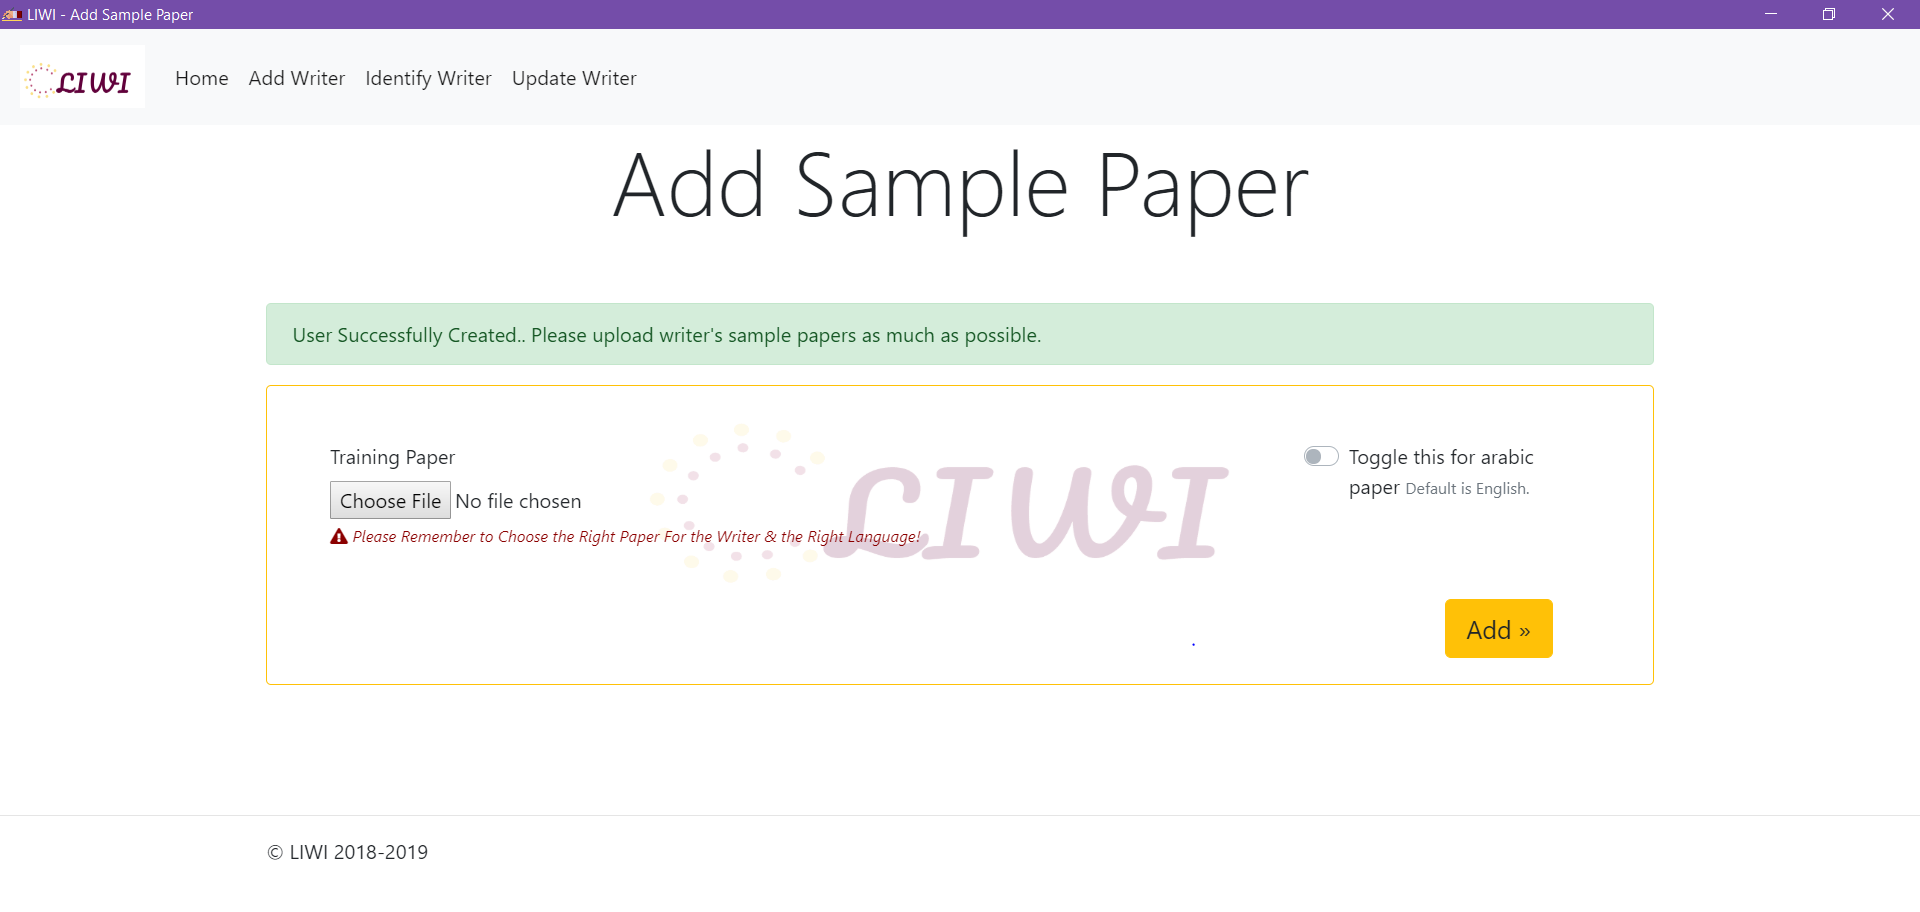 LIWI - Add Sample Paper
LIWI
Home Add Writer Identify Writer Update Writer
Add Sample Paper
User Successfully Created.. Please upload writer's sample papers as much as possible.
LIWI
Training Paper
Choose File No file chosen
Please Remember to Choose the Right Paper For the Writer & the Right Language!
Toggle this for arabic
paper Default is English.
Add »
© LIWI 2018-2019